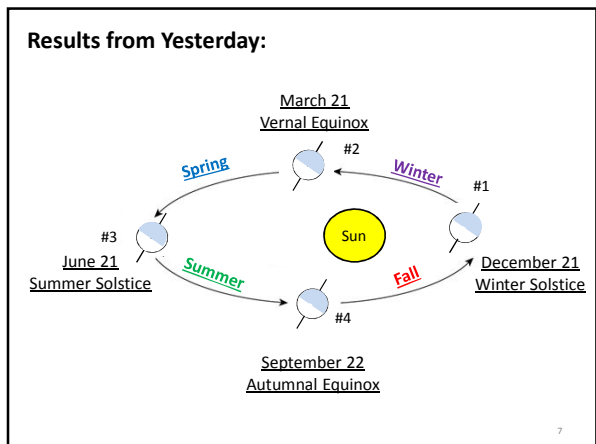 Results from Yesterday:
March 21
Vernal Equinox
#2
Spring
Winter
#1
#3
Sun
June 21
Summer Solstice
Summer
Fall
December 21
Winter Solstice
#4
September 22
Autumnal Equinox
7